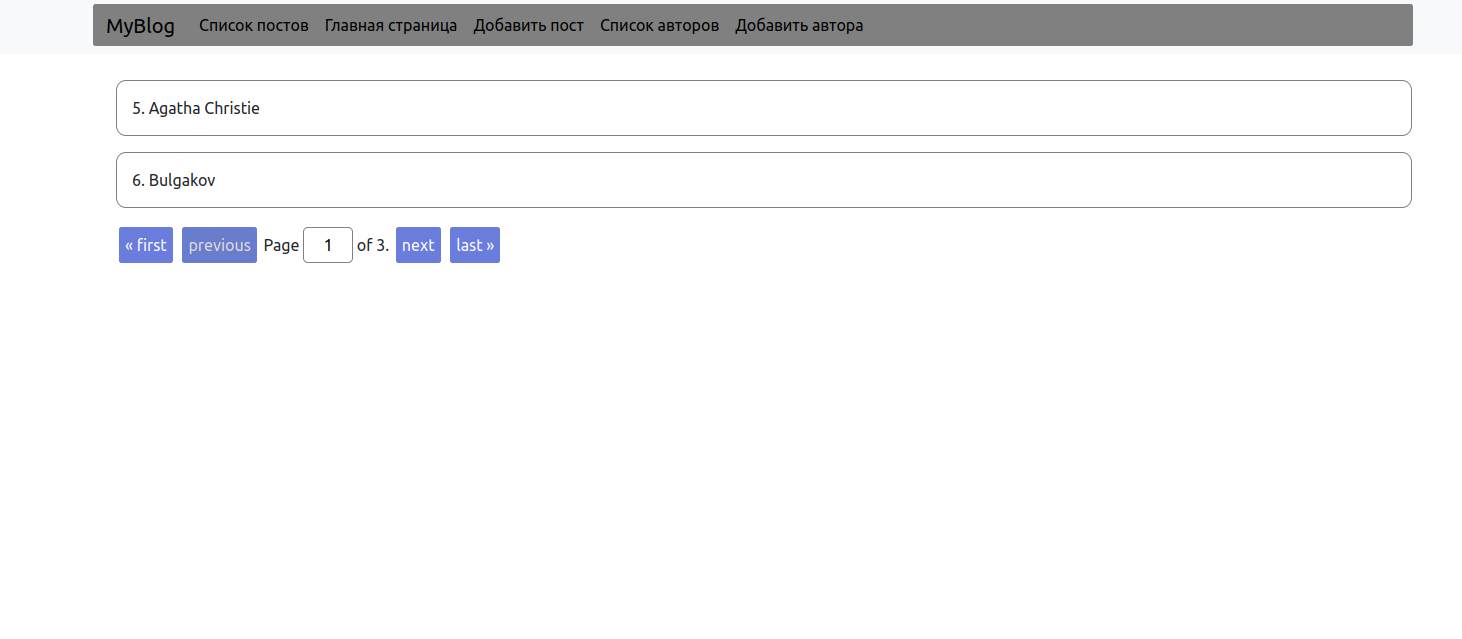 MyBlog Список постов Главная страница Добавить пост Список авторов Добавить автора
5. Agatha Christie
6. Bulgakov
« first previous Page 1 of 3. next last »